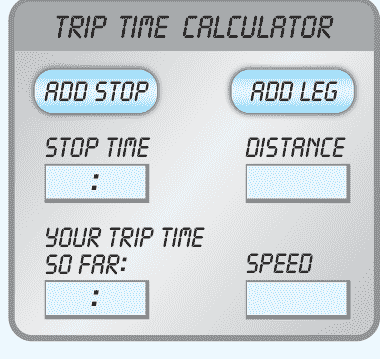 TRIP TIME CALCULATOR
ADD STOP
ADD LEG
STOP TIME
DISTANCE
:
YOUR TRIP TIME
SO FAR:
SPEED
: